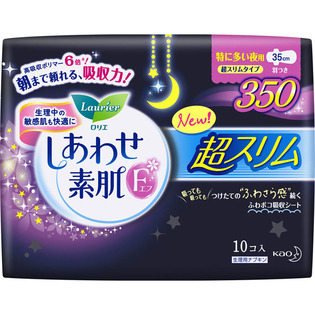 高吸収ポリマー6倍※
朝まで頼れる、吸収力!
特に多い夜用
35cm
超スリムタイプ
羽つき
350
生理中の
敏感肌も快適に
Laurier
ロリエ
New!
しあわせ
素肌
F
エフ
超スリム
吸っても
吸っても
つけたての"ふわさら感"続く
ふわポコ吸収シート
10コ入
生理用ナプキン
Kao